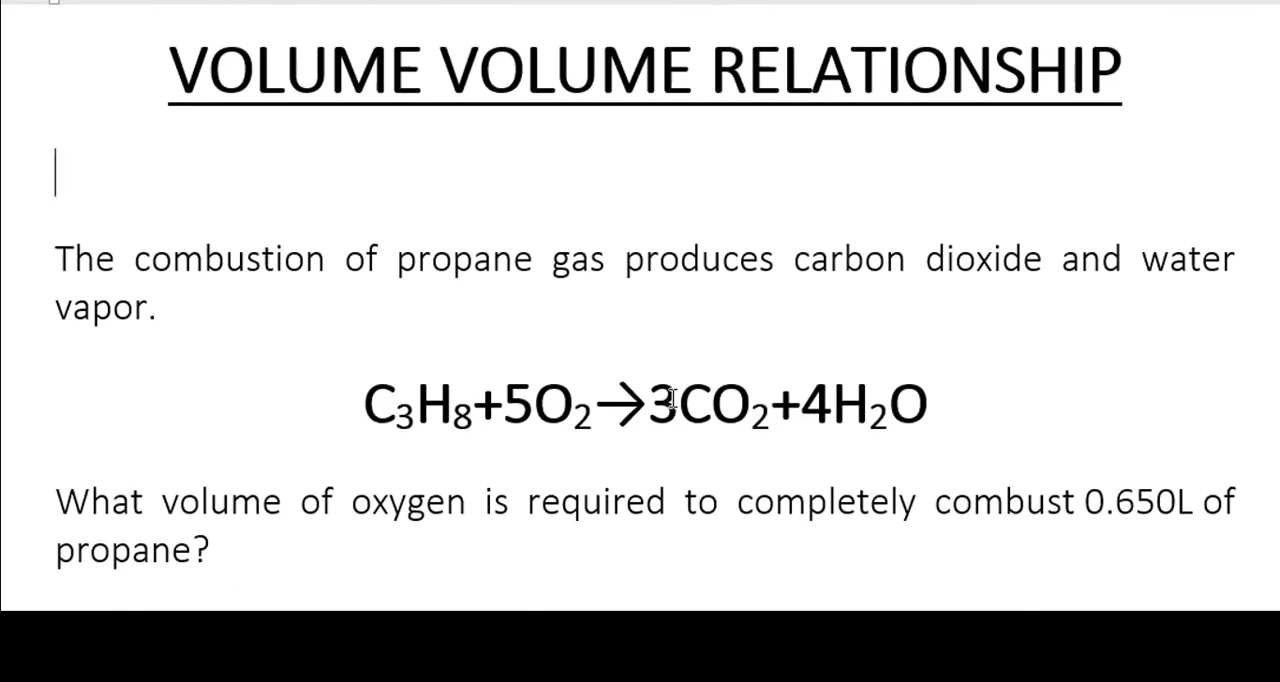 VOLUME VOLUME RELATIONSHIP
The combustion of propane gas produces carbon dioxide and water
vapor.
C₃H₈+5O₂→3CO₂+4H₂O
What volume of oxygen is required to completely combust 0.650L of
propane?